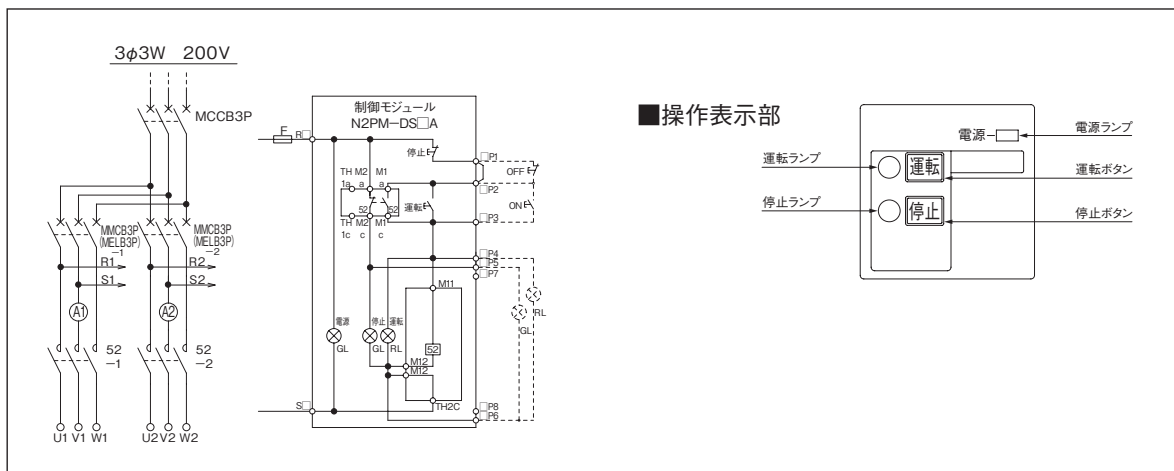 3φ3W 200V
MCCB3P
MMCB3P
(MELB3P)
-1
MMCB3P
(MELB3P)
-2
R1
S1
R2
S2
A1
A2
52
-1
52
-2
U1 V1 W1
U2 V2 W2
制御モジュール
N2PM-DS□A
F
R□
停止
□P1
OFF
TH M2 M1
1a a a
□P2
52 52
運転
ON
TH M2 M1
1c c c
□P3
□P4
□P5
□P7
M11
電源
GL
停止
GL
運転
RL
52
GL
RL
M12
M12
TH2C
S□
□P8
□P6
■操作表示部
電源
電源ランプ
運転ランプ
運転
運転ボタン
停止ランプ
停止
停止ボタン